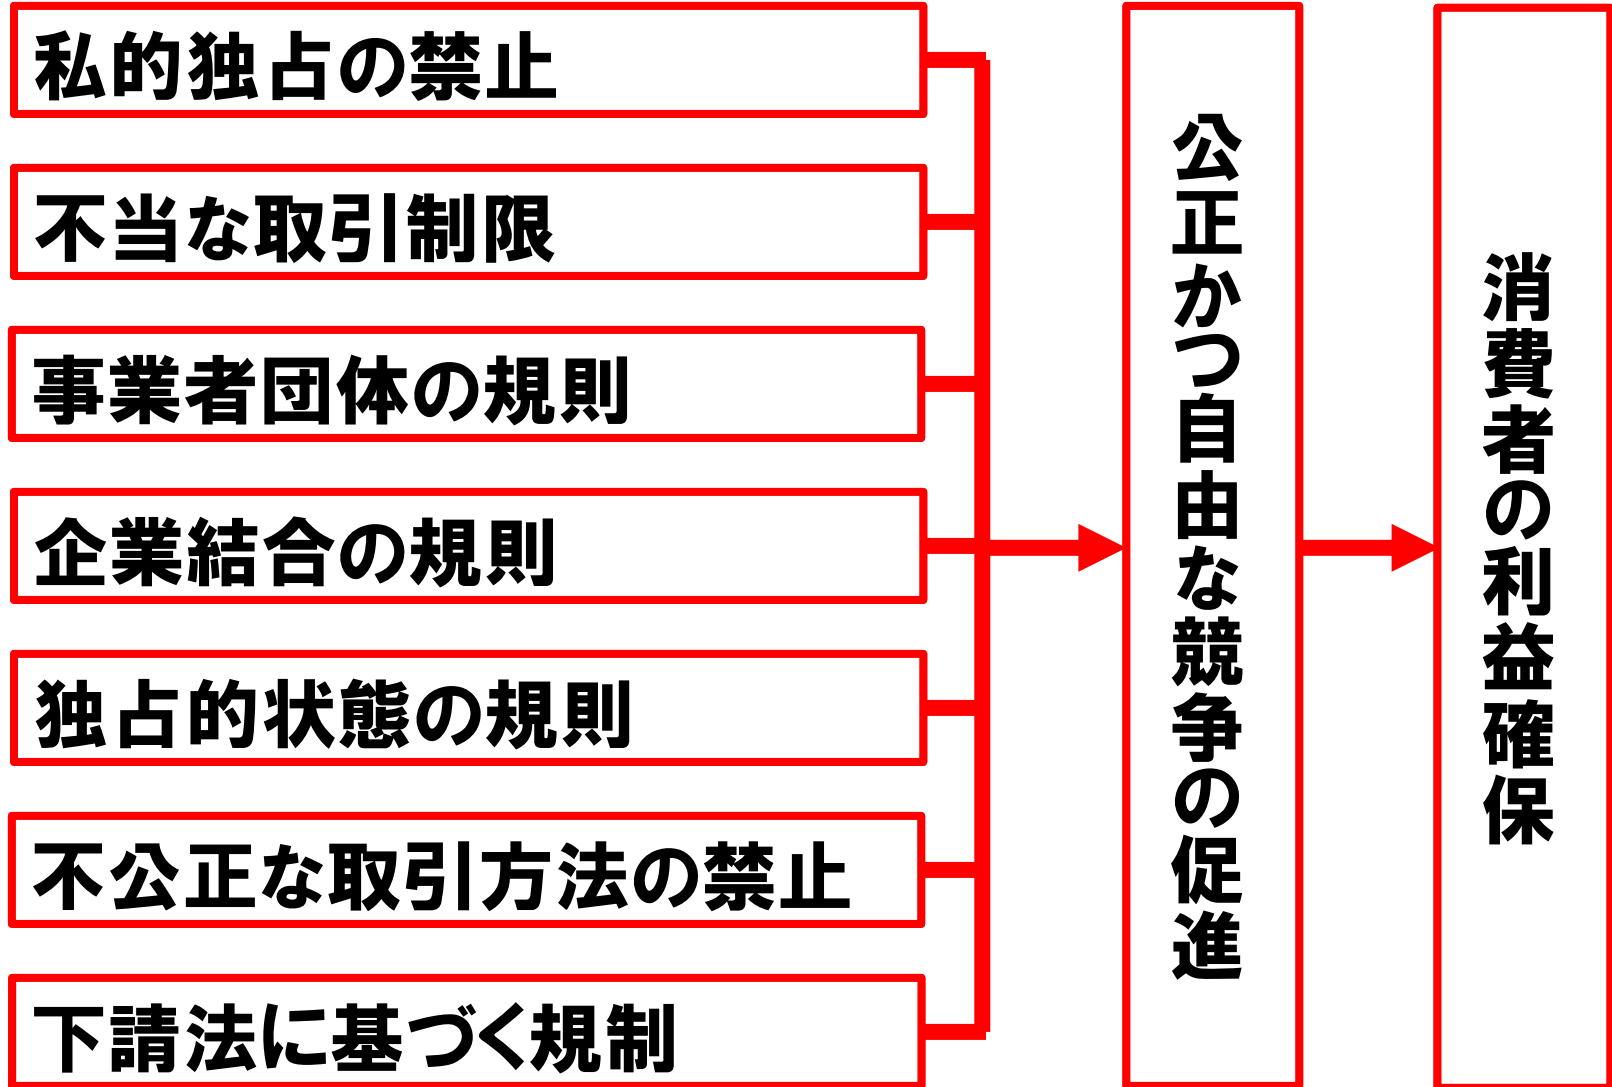 私的独占の禁止
不当な取引制限
事業者団体の規則
企業結合の規則
独占的状態の規則
不公正な取引方法の禁止
下請法に基づく規制
公正かつ自由な競争の促進
消費者の利益確保